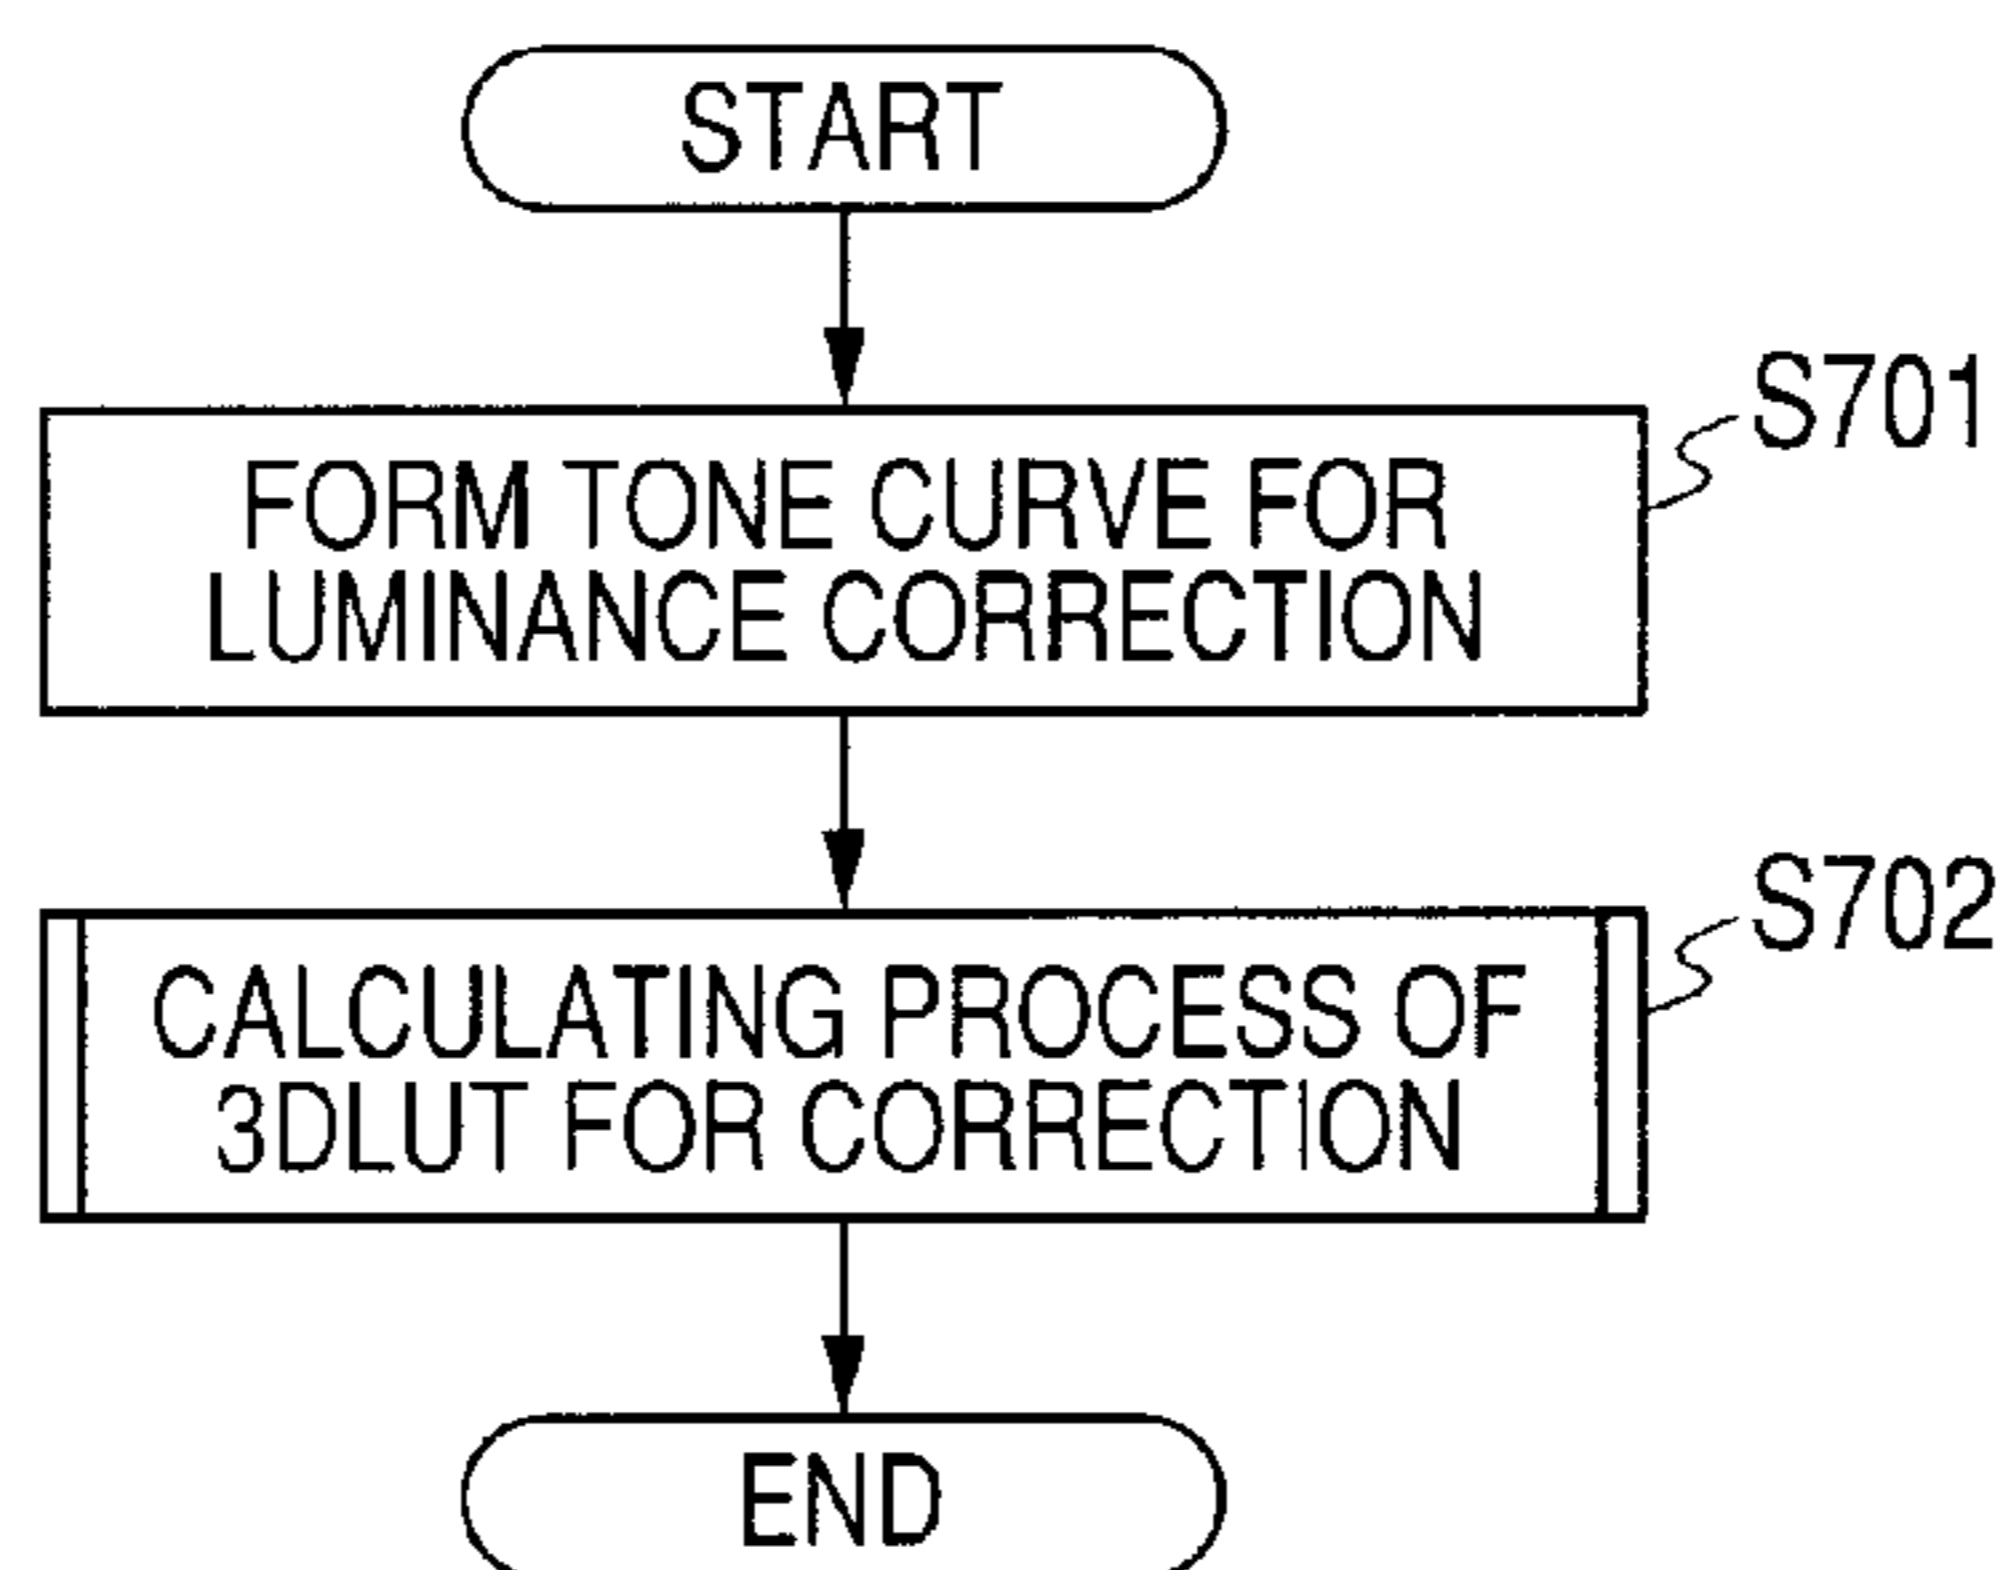 START
S701
FORM TONE CURVE FOR
LUMINANCE CORRECTION
S702
CALCULATING PROCESS OF
3DLUT FOR CORRECTION
END